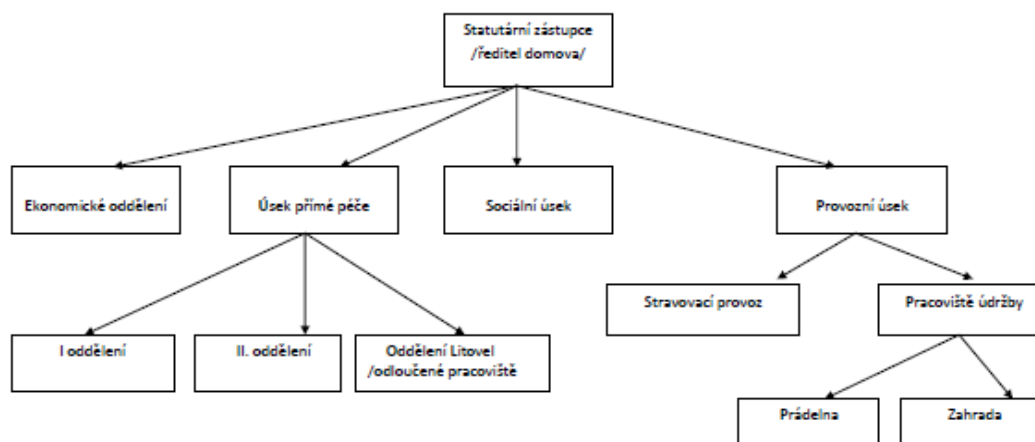 Statutární zástupce
/ředitel domova/
Ekonomické oddělení
Úsek přímé péče
Sociální úsek
Provozní úsek
Stravovací provoz
Pracoviště údržby
I oddělení
II. oddělení
Oddělení Litovel
/odloučené pracoviště
Prádelna
Zahrada